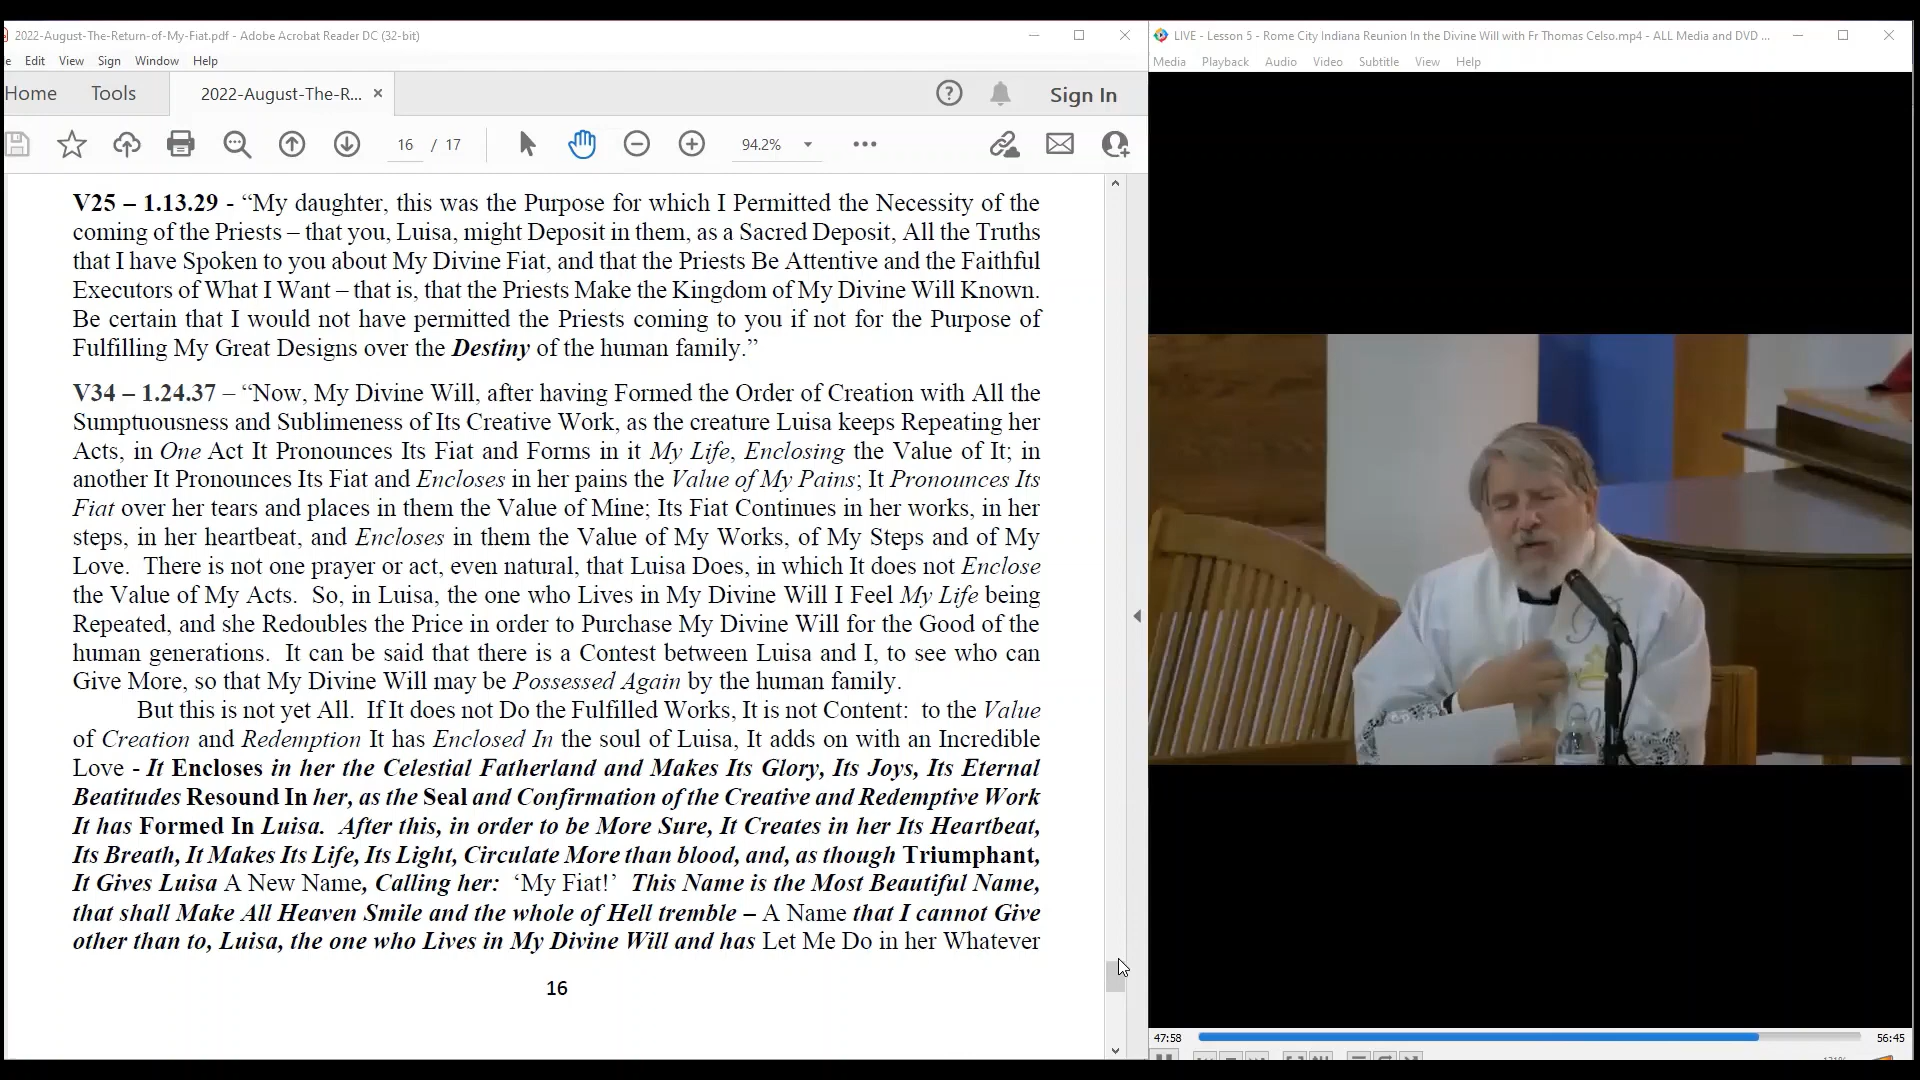 2022-August-The-Return-of-My-Fiat.pdf - Adobe Acrobat Reader DC (32-bit)
Edit View Sign Window Help
Home Tools 2022-August-The-R... ×
Sign In
16 / 17 94.2%
V25 – 1.13.29 - “My daughter, this was the Purpose for which I Permitted the Necessity of the
coming of the Priests – that you, Luisa, might Deposit in them, as a Sacred Deposit, All the Truths
that I have Spoken to you about My Divine Fiat, and that the Priests Be Attentive and the Faithful
Executors of What I Want – that is, that the Priests Make the Kingdom of My Divine Will Known.
Be certain that I would not have permitted the Priests coming to you if not for the Purpose of
Fulfilling My Great Designs over the Destiny of the human family.”
V34 – 1.24.37 – “Now, My Divine Will, after having Formed the Order of Creation with All the
Sumptuousness and Sublimeness of Its Creative Work, as the creature Luisa keeps Repeating her
Acts, in One Act It Pronounces Its Fiat and Forms in it My Life, Enclosing the Value of It; in
another It Pronounces Its Fiat and Encloses in her pains the Value of My Pains; It Pronounces Its
Fiat over her tears and places in them the Value of Mine; Its Fiat Continues in her works, in her
steps, in her heartbeat, and Encloses in them the Value of My Works, of My Steps and of My
Love. There is not one prayer or act, even natural, that Luisa Does, in which It does not Enclose
the Value of My Acts. So, in Luisa, the one who Lives in My Divine Will I Feel My Life being
Repeated, and she Redoubles the Price in order to Purchase My Divine Will for the Good of the
human generations. It can be said that there is a Contest between Luisa and I, to see who can
Give More, so that My Divine Will may be Possessed Again by the human family.
But this is not yet All. If It does not Do the Fulfilled Works, It is not Content: to the Value
of Creation and Redemption It has Enclosed In the soul of Luisa, It adds on with an Incredible
Love - It Encloses in her the Celestial Fatherland and Makes Its Glory, Its Joys, Its Eternal
Beatitudes Resound In her, as the Seal and Confirmation of the Creative and Redemptive Work
It has Formed In Luisa. After this, in order to be More Sure, It Creates in her Its Heartbeat,
Its Breath, It Makes Its Life, Its Light, Circulate More than blood, and, as though Triumphant,
It Gives Luisa A New Name, Calling her: ‘My Fiat!’ This Name is the Most Beautiful Name,
that shall Make All Heaven Smile and the whole of Hell tremble – A Name that I cannot Give
other than to, Luisa, the one who Lives in My Divine Will and has Let Me Do in her Whatever
16
LIVE - Lesson 5 - Rome City Indiana Reunion In the Divine Will with Fr Thomas Celso.mp4 - ALL Media and DVD ...
Media Playback Audio Video Subtitle View Help
47:58 56:45